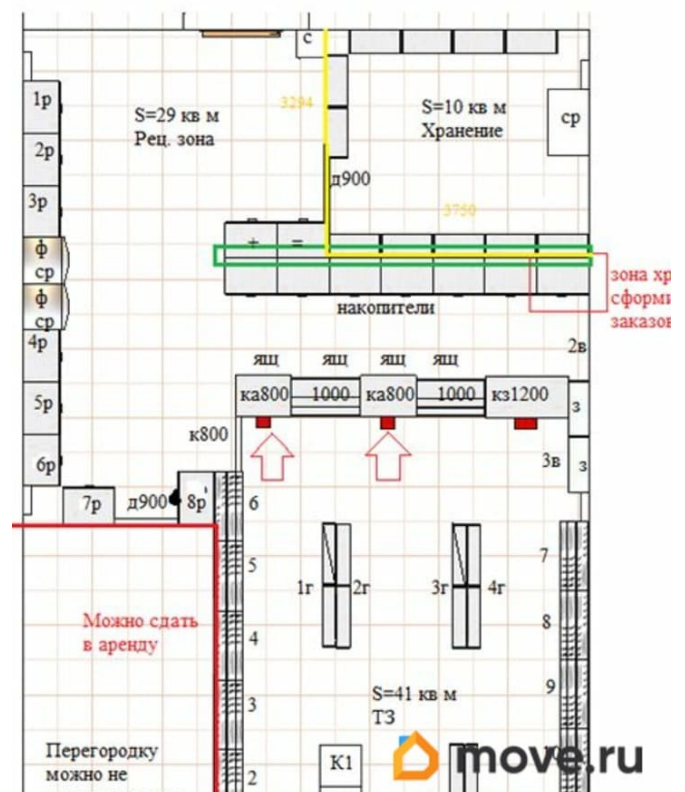 с
1р
S=29 кв м
Рец. зона
3294
S=10 кв м
Хранение
ср
2р
д900
3р
3750
+
=
ф
ср
зона хр
сформи
заказов
ф
ср
накопители
4р
2в
ящ
ящ
ящ
ящ
ка800
1000
ка800
1000
кз1200
5р
з
к800
6р
3в
з
7р
д900
8р
6
7
5
1г
2г
3г
4г
Можно сдать
в аренду
4
8
3
S=41 кв м
ТЗ
9
Перегородку
можно не
К1
move.ru
2